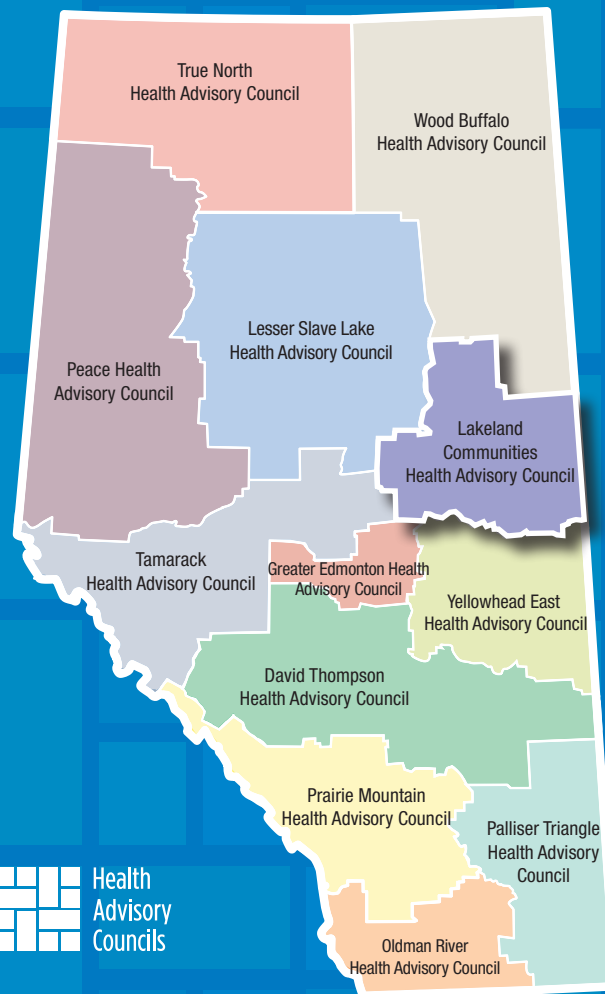 True North
Health Advisory Council
Wood Buffalo
Health Advisory Council
Lesser Slave Lake
Health Advisory Council
Peace Health
Advisory Council
Lakeland
Communities
Health Advisory Council
Tamarack
Health Advisory Council
Greater Edmonton Health
Advisory Council
Yellowhead East
Health Advisory Council
David Thompson
Health Advisory Council
Prairie Mountain
Health Advisory Council
Palliser Triangle
Health Advisory
Council
Oldman River
Health Advisory Council
Health
Advisory
Councils